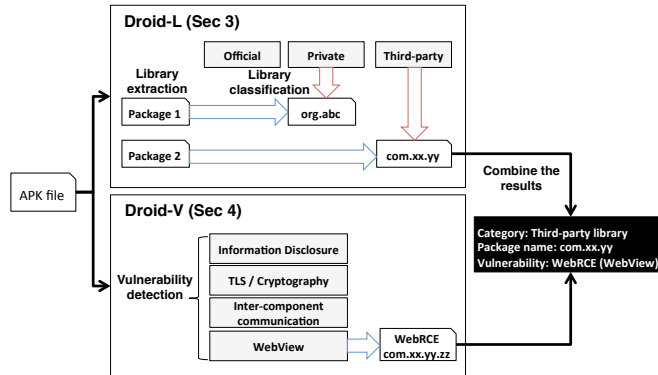 Droid-L (Sec 3)
Official
Private
Third-party
Library
extraction
Library
classification
Package 1
org.abc
Package 2
com.xx.yy
Combine the
results
APK file
Droid-V (Sec 4)
Category: Third-party library
Package name: com.xx.yy
Vulnerability: WebRCE (WebView)
Vulnerability
detection
Information Disclosure
TLS / Cryptography
Inter-component
communication
WebView
WebRCE
com.xx.yy.zz